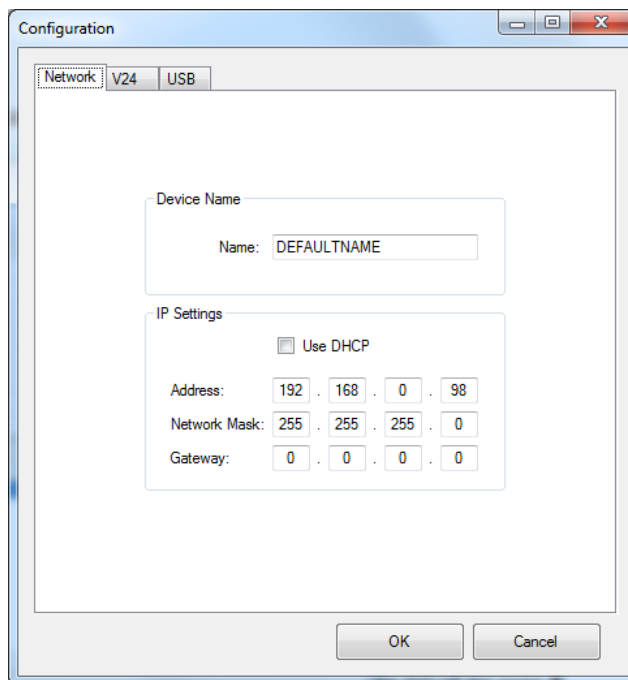 Configuration
Network V24 USB
Device Name
Name: DEFAULTNAME
IP Settings
Use DHCP
Address: 192 . 168 . 0 . 98
Network Mask: 255 . 255 . 255 . 0
Gateway: 0 . 0 . 0 . 0
OK Cancel